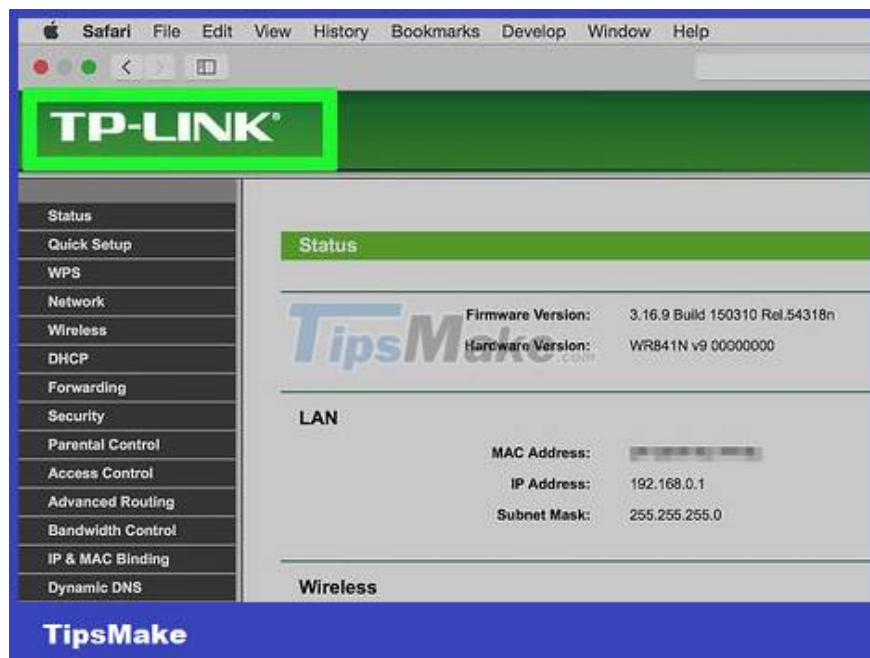 Safari File Edit View History Bookmarks Develop Window Help
TP-LINK®
Status
Quick Setup
WPS
Network
Wireless
DHCP
Forwarding
Security
Parental Control
Access Control
Advanced Routing
Bandwidth Control
IP & MAC Binding
Dynamic DNS
Status
Firmware Version: 3.16.9 Build 150310 Rel.54318n
Hardware Version: WR841N v9 00000000
TipsMake.com
LAN
MAC Address:
IP Address: 192.168.0.1
Subnet Mask: 255.255.255.0
Wireless
TipsMake